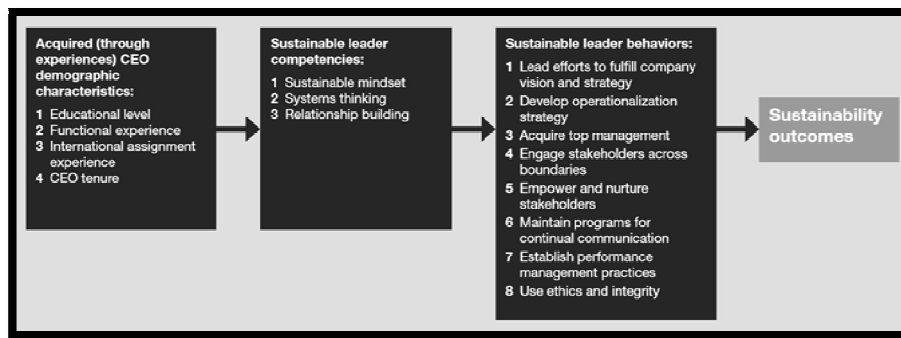 Acquired (through
experiences) CEO
demographic
characteristics:
1 Educational level
2 Functional experience
3 International assignment
experience
4 CEO tenure
Sustainable leader
competencies:
1 Sustainable mindset
2 Systems thinking
3 Relationship building
Sustainable leader behaviors:
1 Lead efforts to fulfill company
vision and strategy
2 Develop operationalization
strategy
3 Acquire top management
4 Engage stakeholders across
boundaries
5 Empower and nurture
stakeholders
6 Maintain programs for
continual communication
7 Establish performance
management practices
8 Use ethics and integrity
Sustainability
outcomes